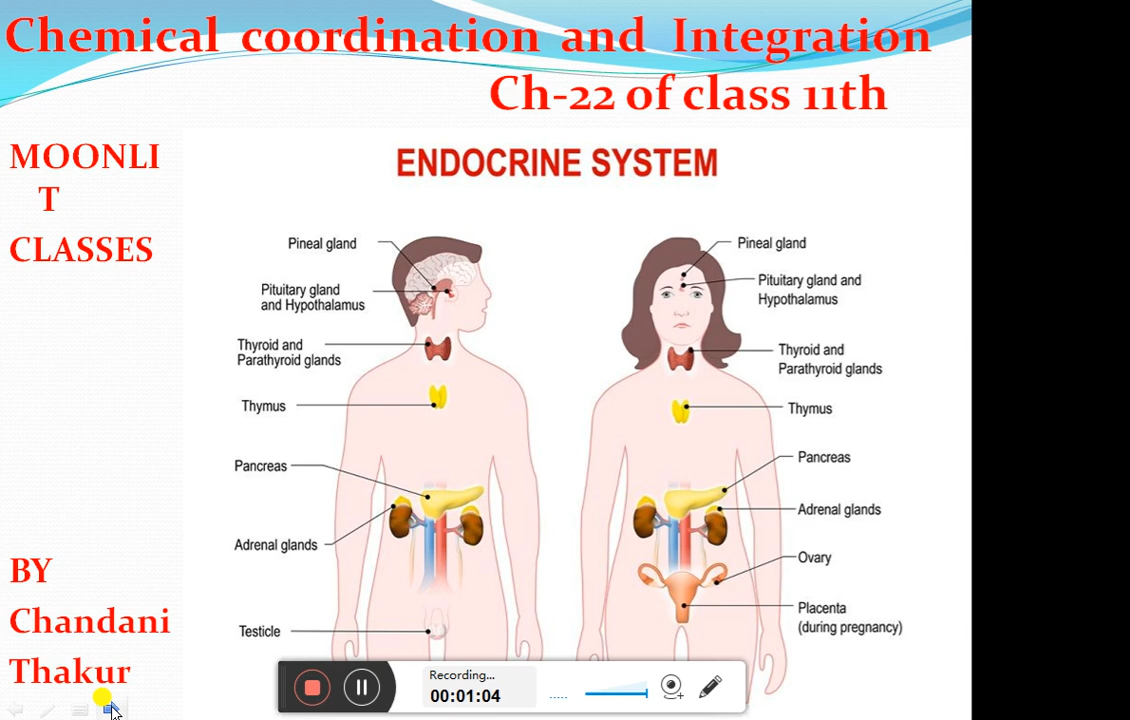 Chemical coordination and Integration
Ch-22 of class 11th
MOONLI
T
CLASSES
BY
Chandani
Thakur
ENDOCRINE SYSTEM
Pineal gland
Pituitary gland
and Hypothalamus
Thyroid and
Parathyroid glands
Thymus
Pancreas
Adrenal glands
Testicle
Pineal gland
Pituitary gland and
Hypothalamus
Thyroid and
Parathyroid glands
Thymus
Pancreas
Adrenal glands
Ovary
Placenta
(during pregnancy)
Recording...
00:01:04